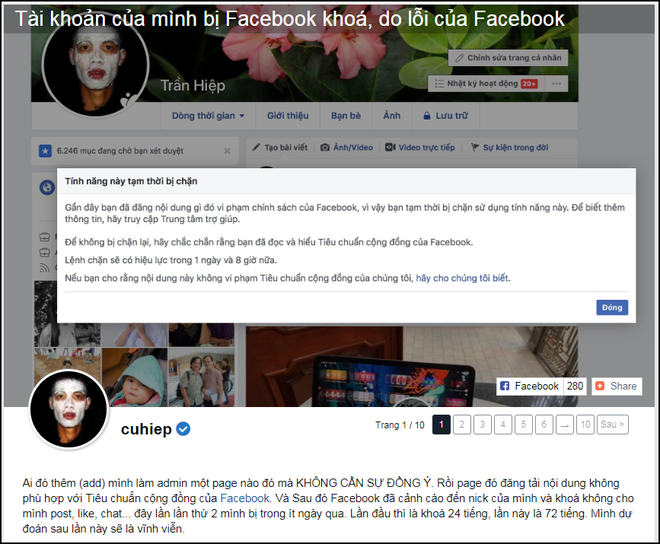 Tài khoản của mình bị Facebook khoá, do lỗi của Facebook
Chỉnh sửa trang cá nhân
Trần Hiệp
Nhật ký hoạt động 20+ ...
Dòng thời gian Giới thiệu Bạn bè Ảnh Lưu trữ
6.246 mục đang chờ bạn xét duyệt
Tạo bài viết Ảnh/Video Video trực tiếp Sự kiện trong đời
Tính năng này tạm thời bị chặn
Gần đây bạn đã đăng nội dung gì đó vi phạm chính sách của Facebook, vì vậy bạn tạm thời bị chặn sử dụng tính năng này. Để biết thêm
thông tin, hãy truy cập Trung tâm trợ giúp.
Để không bị chặn lại, hãy chắc chắn rằng bạn đã đọc và hiểu Tiêu chuẩn cộng đồng của Facebook.
Lệnh chặn sẽ có hiệu lực trong 1 ngày và 8 giờ nữa.
Nếu bạn cho rằng nội dung này không vi phạm Tiêu chuẩn cộng đồng của chúng tôi, hãy cho chúng tôi biết.
Đóng
Facebook 280 Share
cuhiep
Trang 1 / 10 1 2 3 4 5 6 → 10 Sau >
Ai đó thêm (add) mình làm admin một page nào đó mà KHÔNG CẦN SỰ ĐỒNG Ý. Rồi page đó đăng tải nội dung không
phù hợp với Tiêu chuẩn cộng đồng của Facebook. Và Sau đó Facebook đã cảnh cáo đến nick của mình và khoá không cho
mình post, like, chat... đây lần lần thứ 2 mình bị trong ít ngày qua. Lần đầu thì là khoá 24 tiếng, lần này là 72 tiếng. Mình dự
đoán sau lần này sẽ là vĩnh viễn.